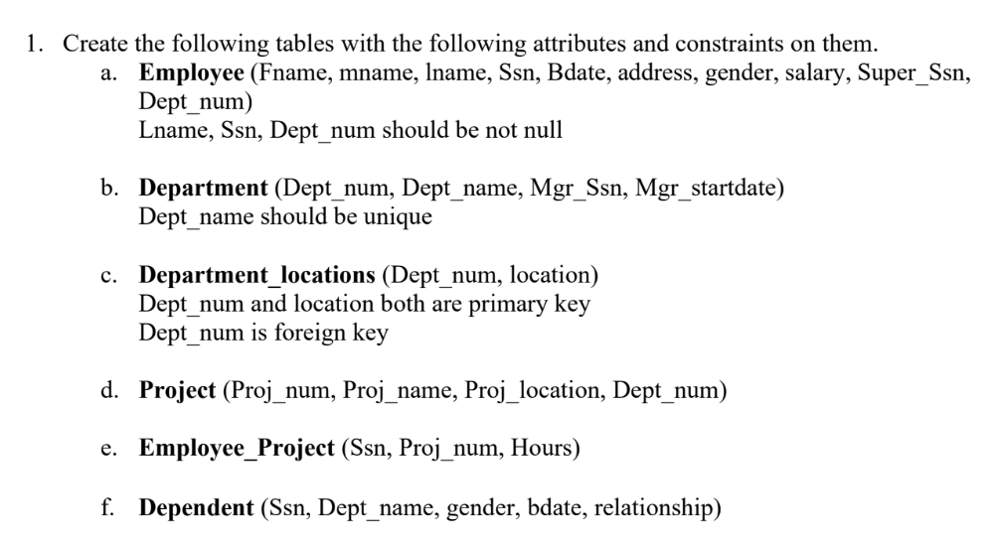 1. Create the following tables with the following attributes and constraints on them.
a. Employee (Fname, mname, lname, Ssn, Bdate, address, gender, salary, Super_Ssn,
Dept_num)
Lname, Ssn, Dept_num should be not null
b. Department (Dept_num, Dept_name, Mgr_Ssn, Mgr_startdate)
Dept_name should be unique
c. Department_locations (Dept_num, location)
Dept_num and location both are primary key
Dept_num is foreign key
d. Project (Proj_num, Proj_name, Proj_location, Dept_num)
e. Employee_Project (Ssn, Proj_num, Hours)
f. Dependent (Ssn, Dept_name, gender, bdate, relationship)